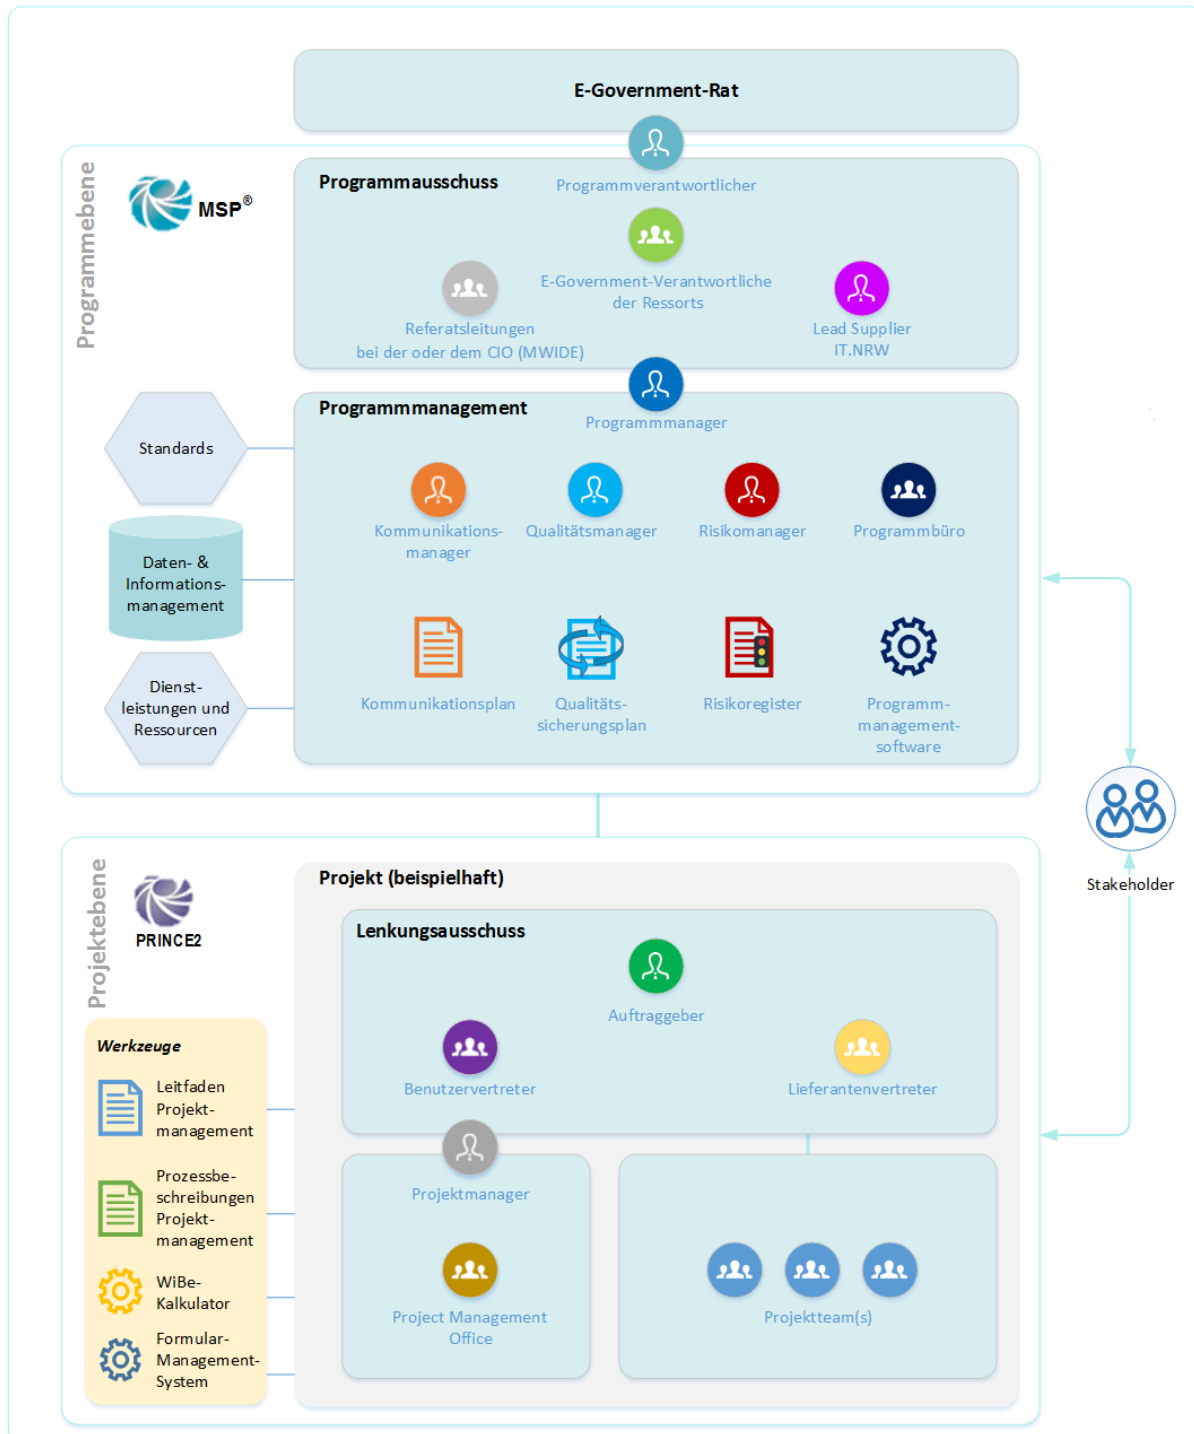 E-Government-Rat
Programmebene
MSP®
Programmausschuss
Programmverantwortlicher
E-Government-Verantwortliche
der Ressorts
Referatsleitungen
bei der oder dem CIO (MWIDE)
Lead Supplier
IT.NRW
Programmmanagement
Programmmanager
Standards
Kommunikations-
manager
Qualitätsmanager
Risikomanager
Programmbüro
Daten- &
Informations-
management
Kommunikationsplan
Qualitäts-
sicherungsplan
Risikoregister
Programm-
management-
software
Dienst-
leistungen und
Ressourcen
Stakeholder
Projektebene
PRINCE2
Projekt (beispielhaft)
Lenkungsausschuss
Auftraggeber
Benutzervertreter
Lieferantenvertreter
Werkzeuge
Leitfaden
Projekt-
management
Prozessbe-
schreibungen
Projekt-
management
WiBe-
Kalkulator
Formular-
Management-
System
Projektmanager
Project Management
Office
Projektteam(s)